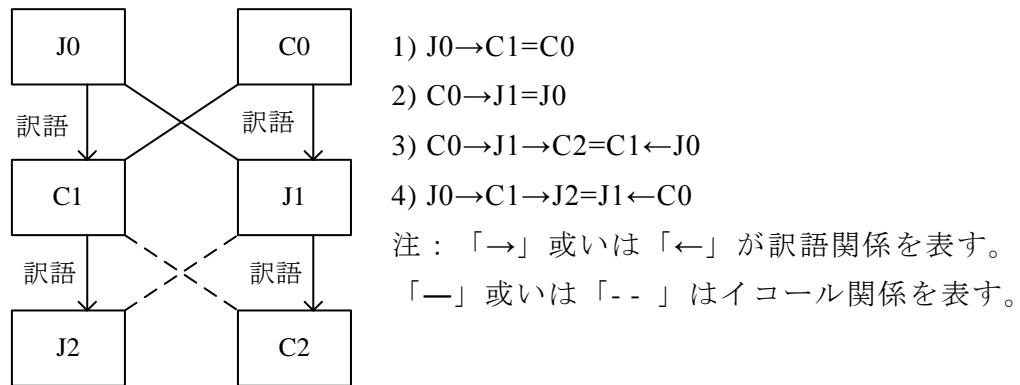 J0 C0
訳語 訳語
C1 J1
訳語 訳語
J2 C2
1) J0→C1=C0
2) C0→J1=J0
3) C0→J1→C2=C1←J0
4) J0→C1→J2=J1←C0
注：「→」或いは「←」が訳語関係を表す。
「—」或いは「- - 」はイコール関係を表す。